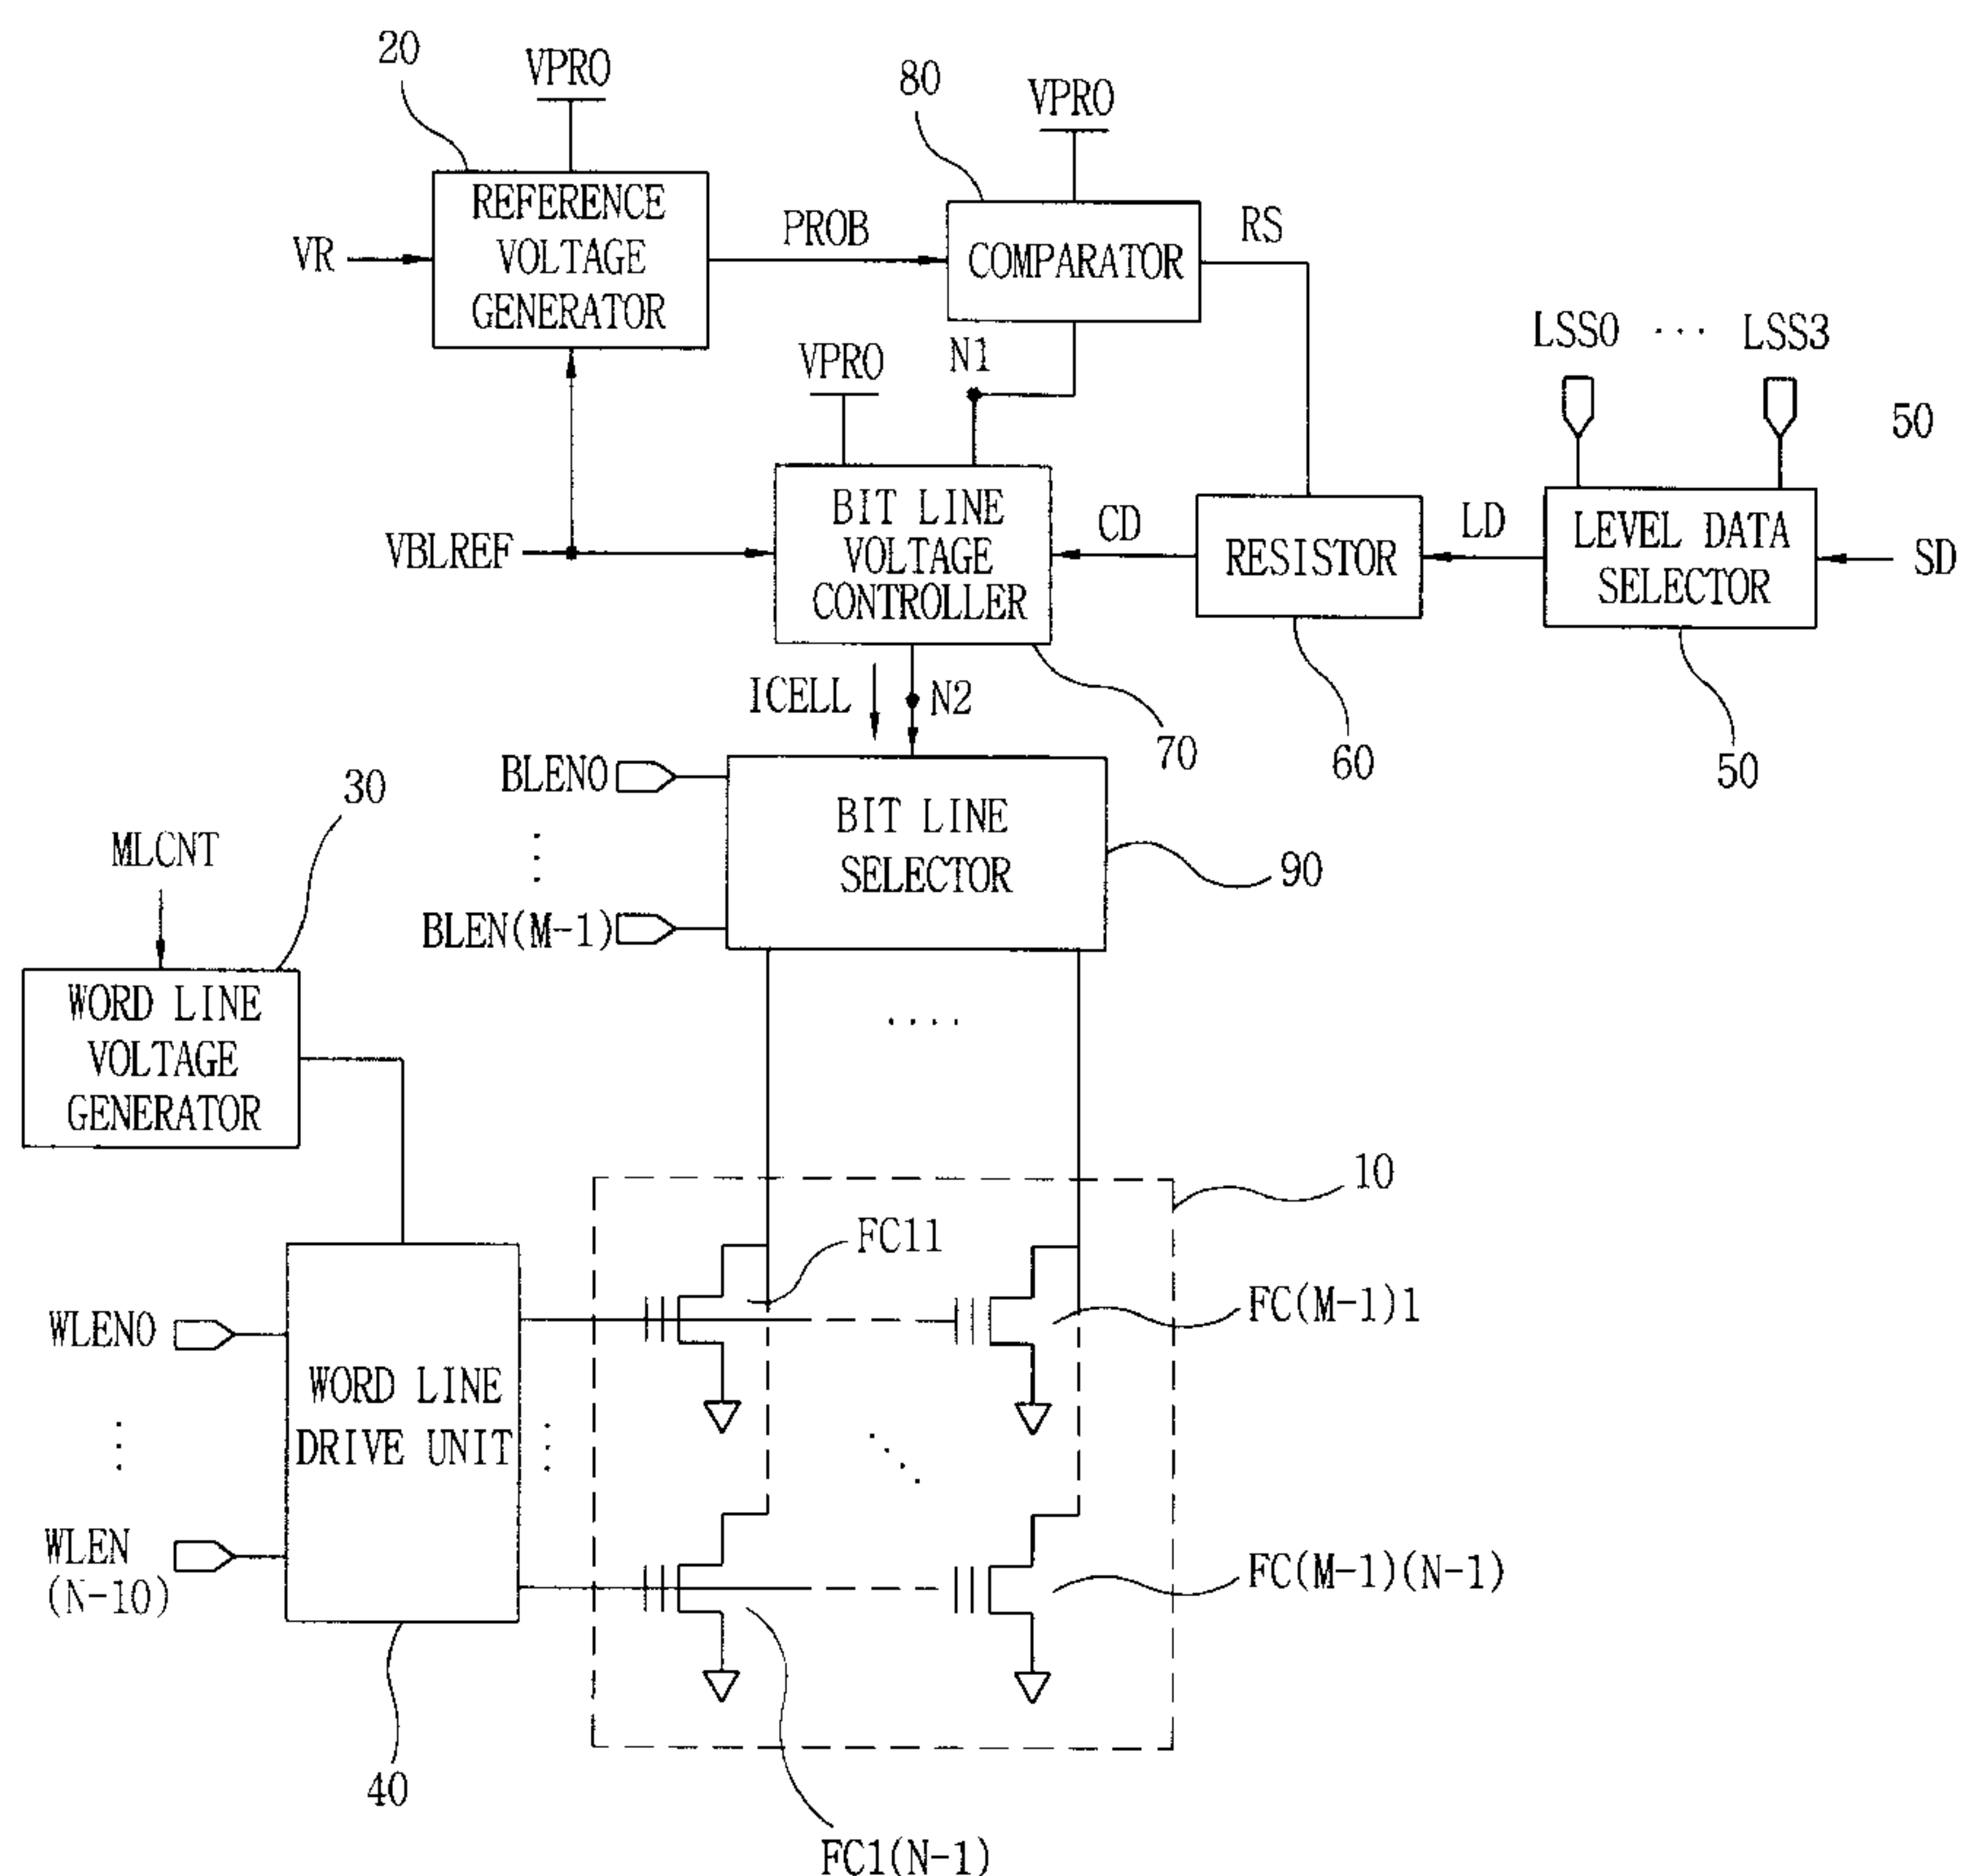 20
VPRO
80
VPRO
REFERENCE
VOLTAGE
GENERATOR
VR
PROB
COMPARATOR
RS
LSS0 ··· LSS3
VPRO
N1
50
BIT LINE
VOLTAGE
CONTROLLER
VBLREF
CD
RESISTOR
LD
LEVEL DATA
SELECTOR
SD
ICELL
N2
70
60
50
30
BLEN0
BIT LINE
SELECTOR
90
MLCNT
BLEN(M-1)
WORD LINE
VOLTAGE
GENERATOR
10
FC11
WLEN0
FC(M-1)1
WORD LINE
DRIVE UNIT
WLEN
(N-10)
FC(M-1)(N-1)
40
FC1(N-1)